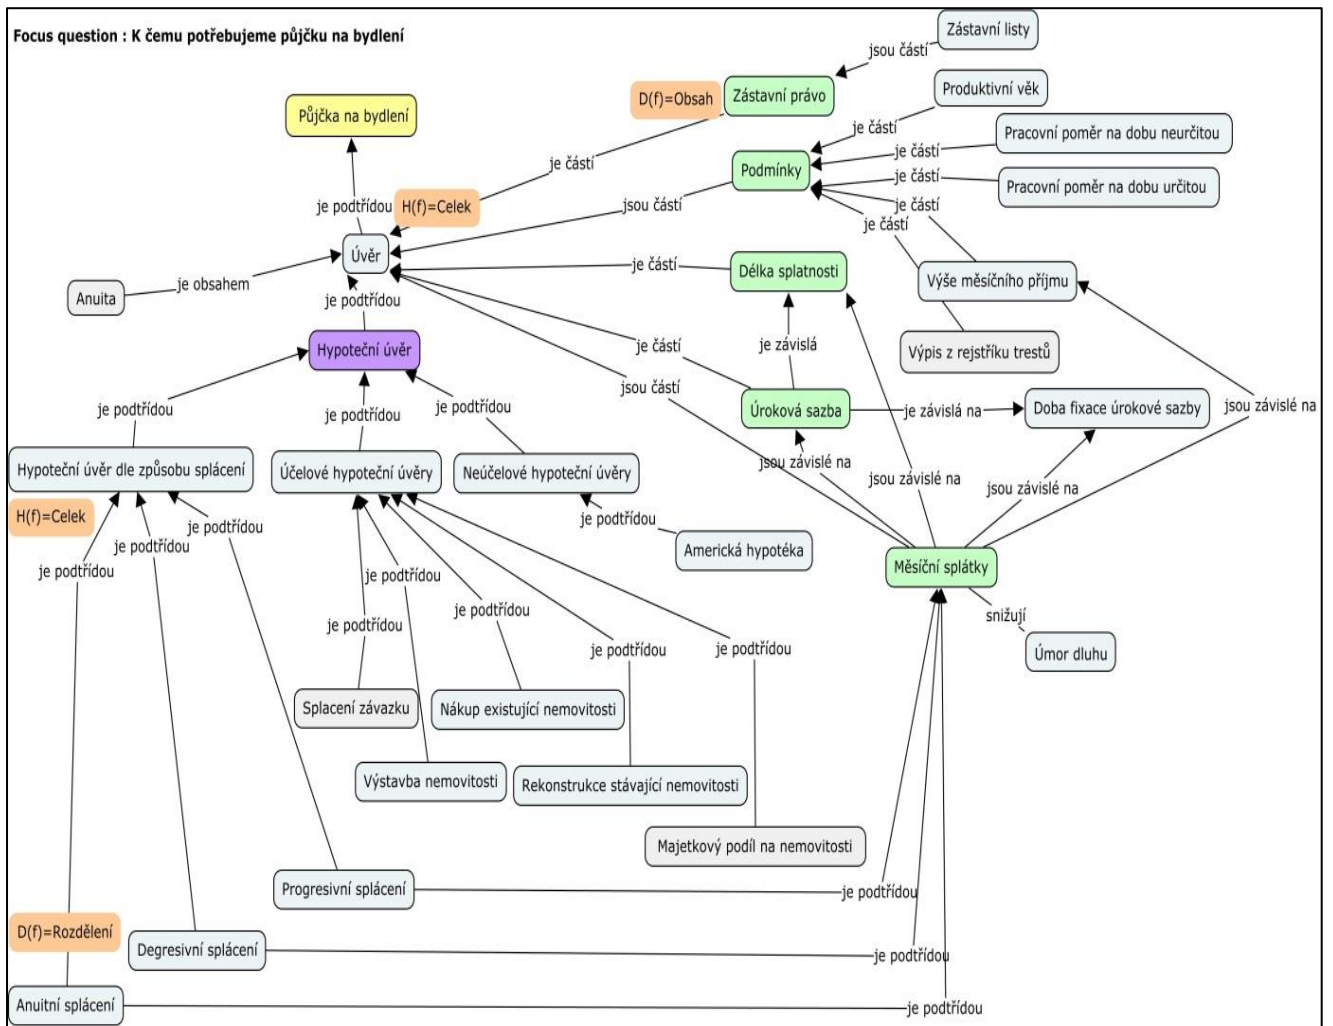 Focus question : K čemu potřebujeme půjčku na bydlení
Zástavní listy
jsou částí
D(f)=Obsah
Zástavní právo
Produktivní věk
Půjčka na bydlení
je částí
Pracovní poměr na dobu neurčitou
je částí
je částí
Podmínky
je částí
Pracovní poměr na dobu určitou
je podtřídou
H(f)=Celek
jsou částí
je částí
je částí
Úvěr
je částí
Délka splatnosti
Výše měsíčního příjmu
Anuita
je obsahem
je podtřídou
Hypoteční úvěr
je částí
je závislá
Výpis z rejstříku trestů
jsou částí
je podtřídou
je podtřídou
je podtřídou
Úroková sazba
je závislé na
Doba fixace úrokové sazby
jsou závislé na
Hypoteční úvěr dle způsobu splácení
Účelové hypoteční úvěry
Neúčelové hypoteční úvěry
jsou závislé na
jsou závislé na
jsou závislé na
H(f)=Celek
je podtřídou
je podtřídou
je podtřídou
je podtřídou
Americká hypotéka
Měsíční splátky
je podtřídou
je podtřídou
je podtřídou
snižují
je podtřídou
je podtřídou
Úmor dluhu
Splacení závazku
Nákup existující nemovitosti
Výstavba nemovitosti
Rekonstrukce stávající nemovitosti
Majetkový podíl na nemovitosti
Progresivní splácení
je podtřídou
D(f)=Rozdělení
Degresivní splácení
je podtřídou
Anuitní splácení
je podtřídou